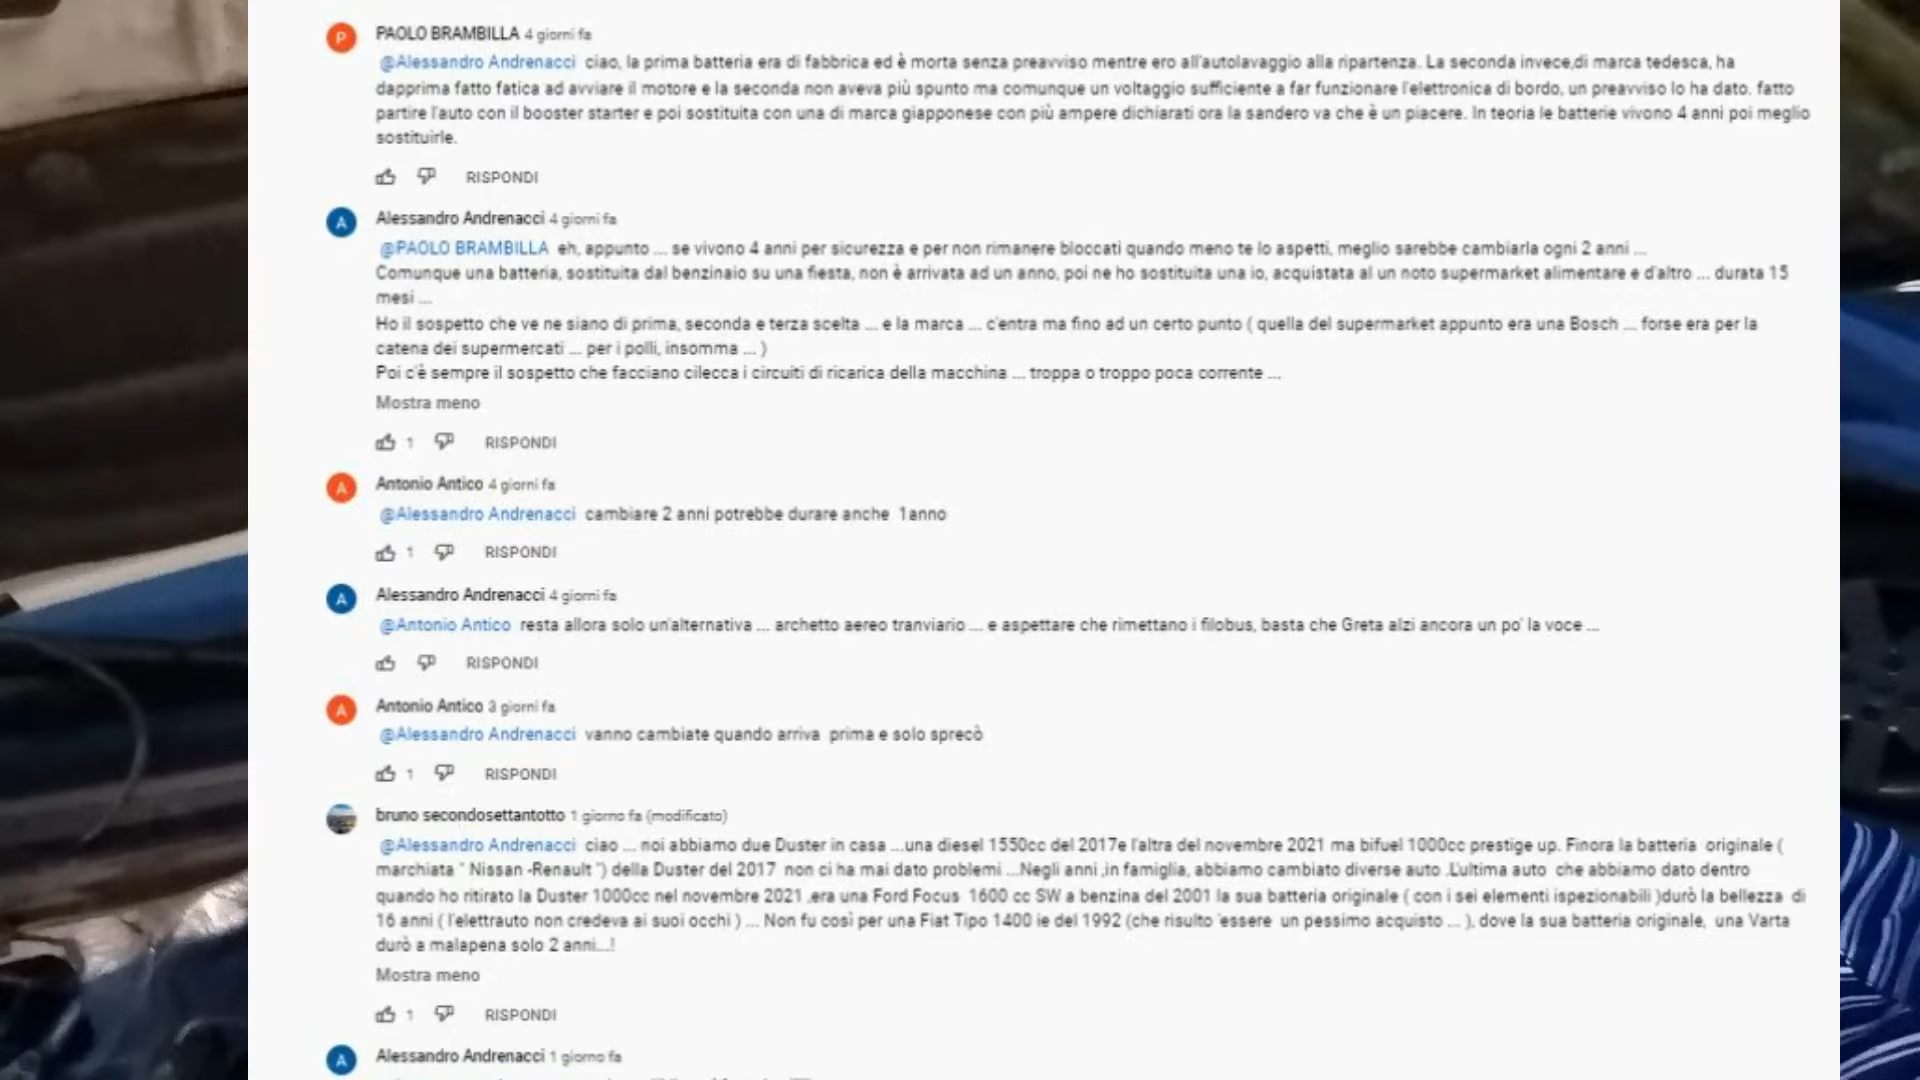 P PAOLO BRAMBILLA 4 giorni fa
@Alessandro Andrenacci ciao, la prima batteria era di fabbrica ed è morta senza preavviso mentre ero all'autolavaggio alla ripartenza. La seconda invece,di marca tedesca, ha
dapprima fatto fatica ad avviare il motore e la seconda non aveva più spunto ma comunque un voltaggio sufficiente a far funzionare l'elettronica di bordo, un preavviso lo ha dato. fatto
partire l'auto con il booster starter e poi sostituita con una di marca giapponese con più ampere dichiarati ora la sandero va che è un piacere. In teoria le batterie vivono 4 anni poi meglio
sostituirle.
RISPONDI
A Alessandro Andrenacci 4 giorni fa
@PAOLO BRAMBILLA eh, appunto ... se vivono 4 anni per sicurezza e per non rimanere bloccati quando meno te lo aspetti, meglio sarebbe cambiarla ogni 2 anni ...
Comunque una batteria, sostituita dal benzinaio su una fiesta, non è arrivata ad un anno, poi ne ho sostituita una io, acquistata al un noto supermarket alimentare e d'altro ... durata 15
mesi ...
Ho il sospetto che ve ne siano di prima, seconda e terza scelta ... e la marca ... c'entra ma fino ad un certo punto ( quella del supermarket appunto era una Bosch ... forse era per la
catena dei supermercati ... per i polli, insomma ... )
Poi c'è sempre il sospetto che facciano cilecca i circuiti di ricarica della macchina ... troppa o troppo poca corrente ...
Mostra meno
1 RISPONDI
A Antonio Antico 4 giorni fa
@Alessandro Andrenacci cambiare 2 anni potrebbe durare anche 1anno
1 RISPONDI
A Alessandro Andrenacci 4 giorni fa
@Antonio Antico resta allora solo un'alternativa ... archetto aereo tranviario ... e aspettare che rimettano i filobus, basta che Greta alzi ancora un po' la voce ...
RISPONDI
A Antonio Antico 3 giorni fa
@Alessandro Andrenacci vanno cambiate quando arriva prima e solo sprecò
1 RISPONDI
bruno secondosettantotto 1 giorno fa (modificato)
@Alessandro Andrenacci ciao ... noi abbiamo due Duster in casa ...una diesel 1550cc del 2017e l'altra del novembre 2021 ma bifuel 1000cc prestige up. Finora la batteria originale (
marchiata " Nissan -Renault ") della Duster del 2017 non ci ha mai dato problemi ...Negli anni ,in famiglia, abbiamo cambiato diverse auto .L'ultima auto che abbiamo dato dentro
quando ho ritirato la Duster 1000cc nel novembre 2021 ,era una Ford Focus 1600 cc SW a benzina del 2001 la sua batteria originale ( con i sei elementi ispezionabili )durò la bellezza di
16 anni ( l'elettrauto non credeva ai suoi occhi ) ... Non fu così per una Fiat Tipo 1400 ie del 1992 (che risulto 'essere un pessimo acquisto ... ), dove la sua batteria originale, una Varta
durò a malapena solo 2 anni...!
Mostra meno
1 RISPONDI
A Alessandro Andrenacci 1 giorno fa